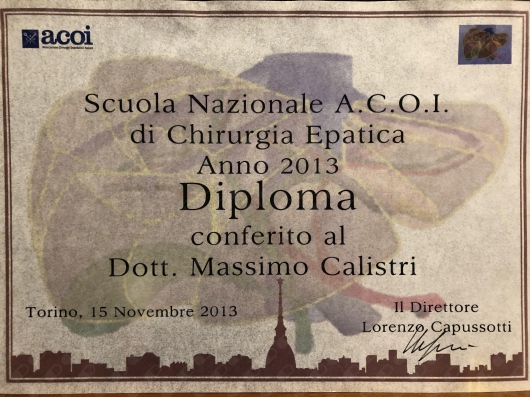 acoi
Scuola Nazionale A.C.O.I.
di Chirurgia Epatica
Anno 2013
Diploma
conferito al
Dott. Massimo Calistri
Torino, 15 Novembre 2013
Il Direttore
Lorenzo Capussotti